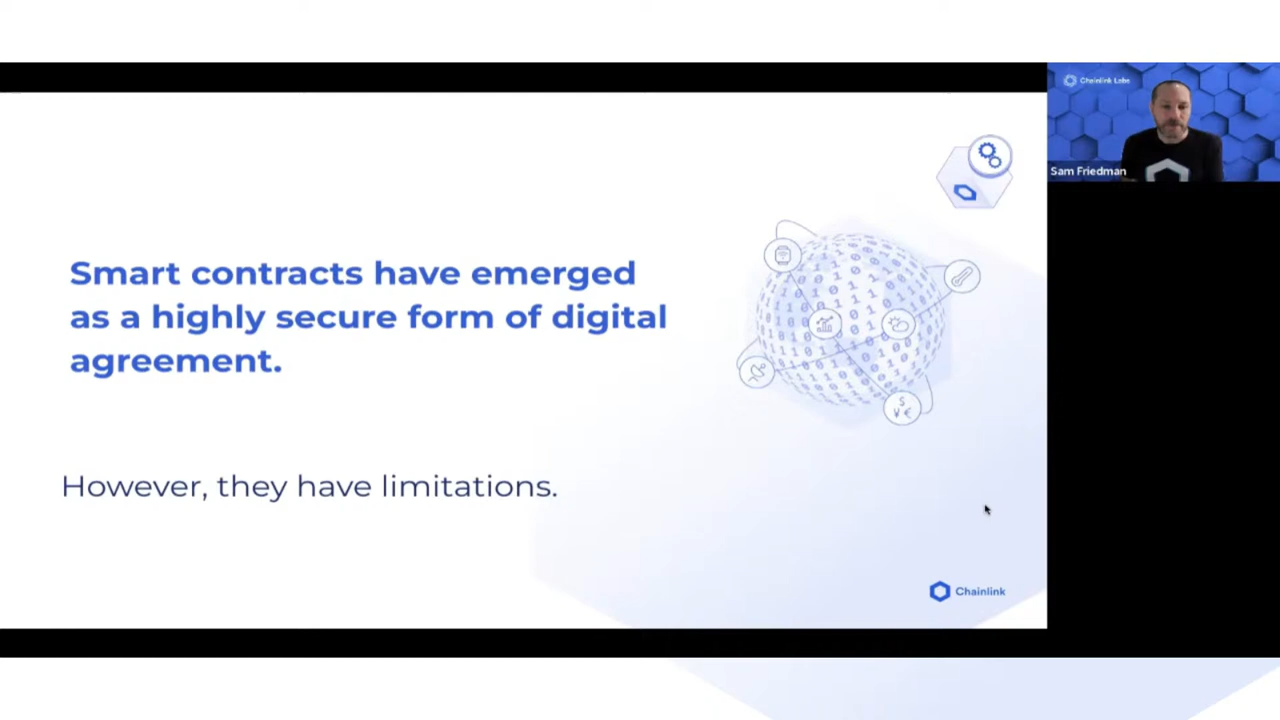 Chainlink Labs
Sam Friedman
Smart contracts have emerged
as a highly secure form of digital
agreement.
However, they have limitations.
Chainlink